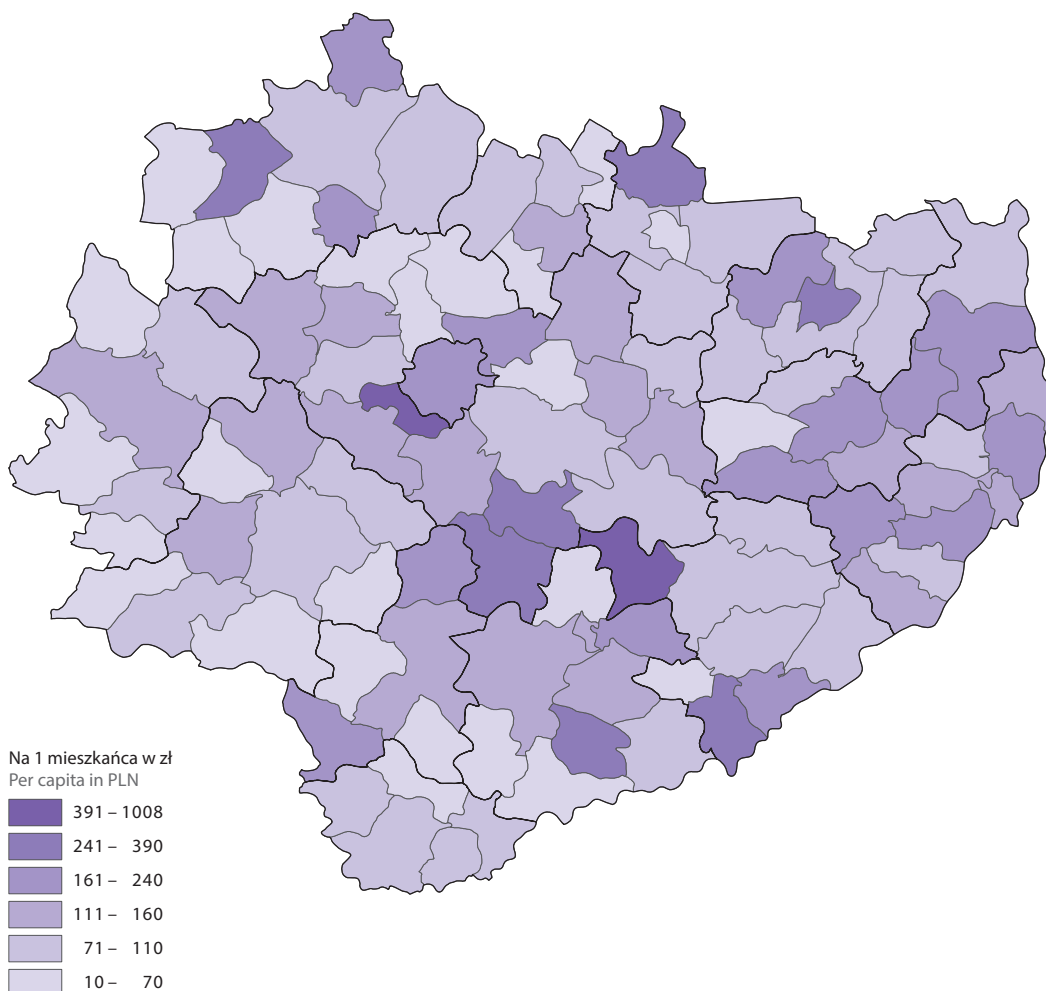 Na 1 mieszkańca w zł
Per capita in PLN
391 – 1008
241 – 390
161 – 240
111 – 160
71 – 110
10 – 70